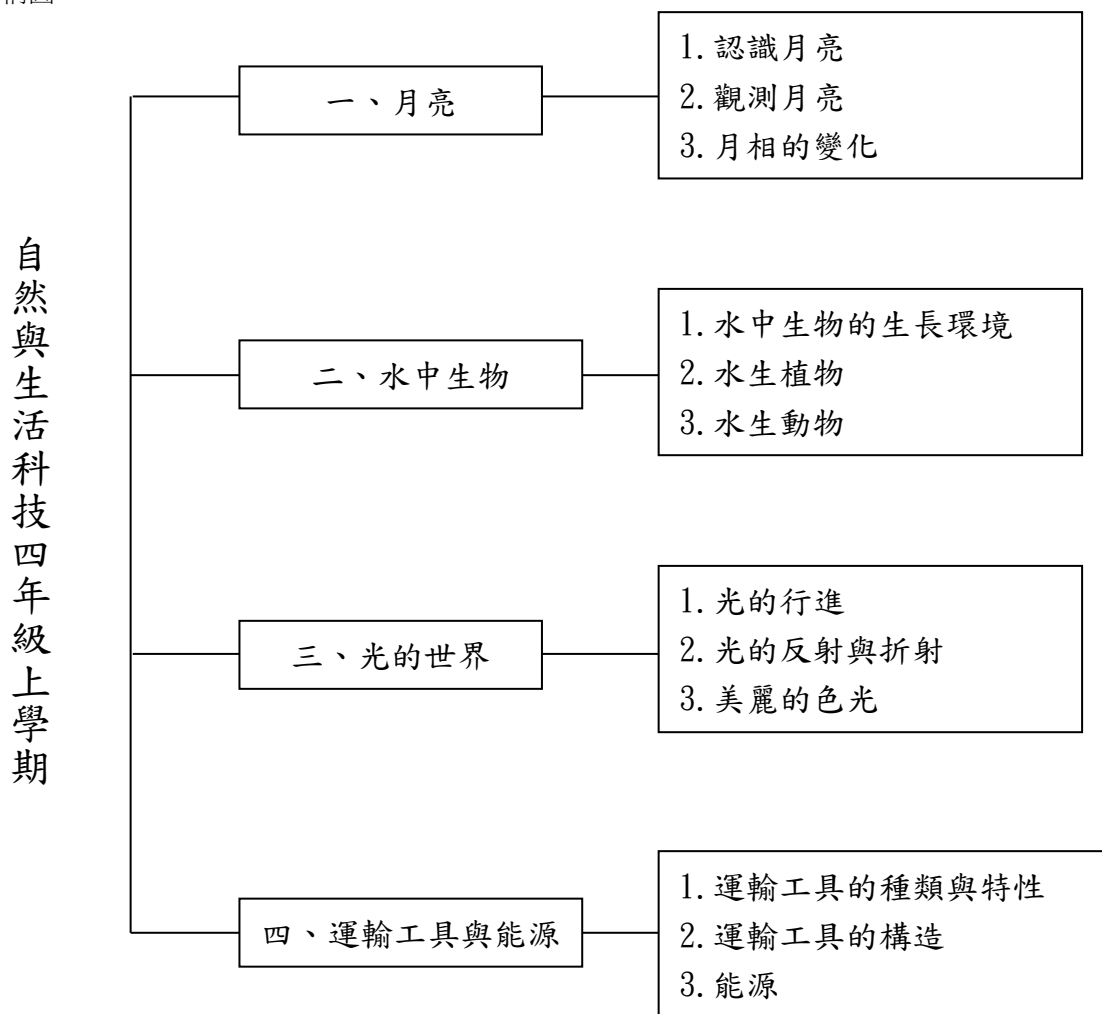 自然與生活科技四年級上學期
一、月亮
1.認識月亮
2.觀測月亮
3.月相的變化
二、水中生物
1.水中生物的生長環境
2.水生植物
3.水生動物
三、光的世界
1.光的行進
2.光的反射與折射
3.美麗的色光
四、運輸工具與能源
1.運輸工具的種類與特性
2.運輸工具的構造
3.能源